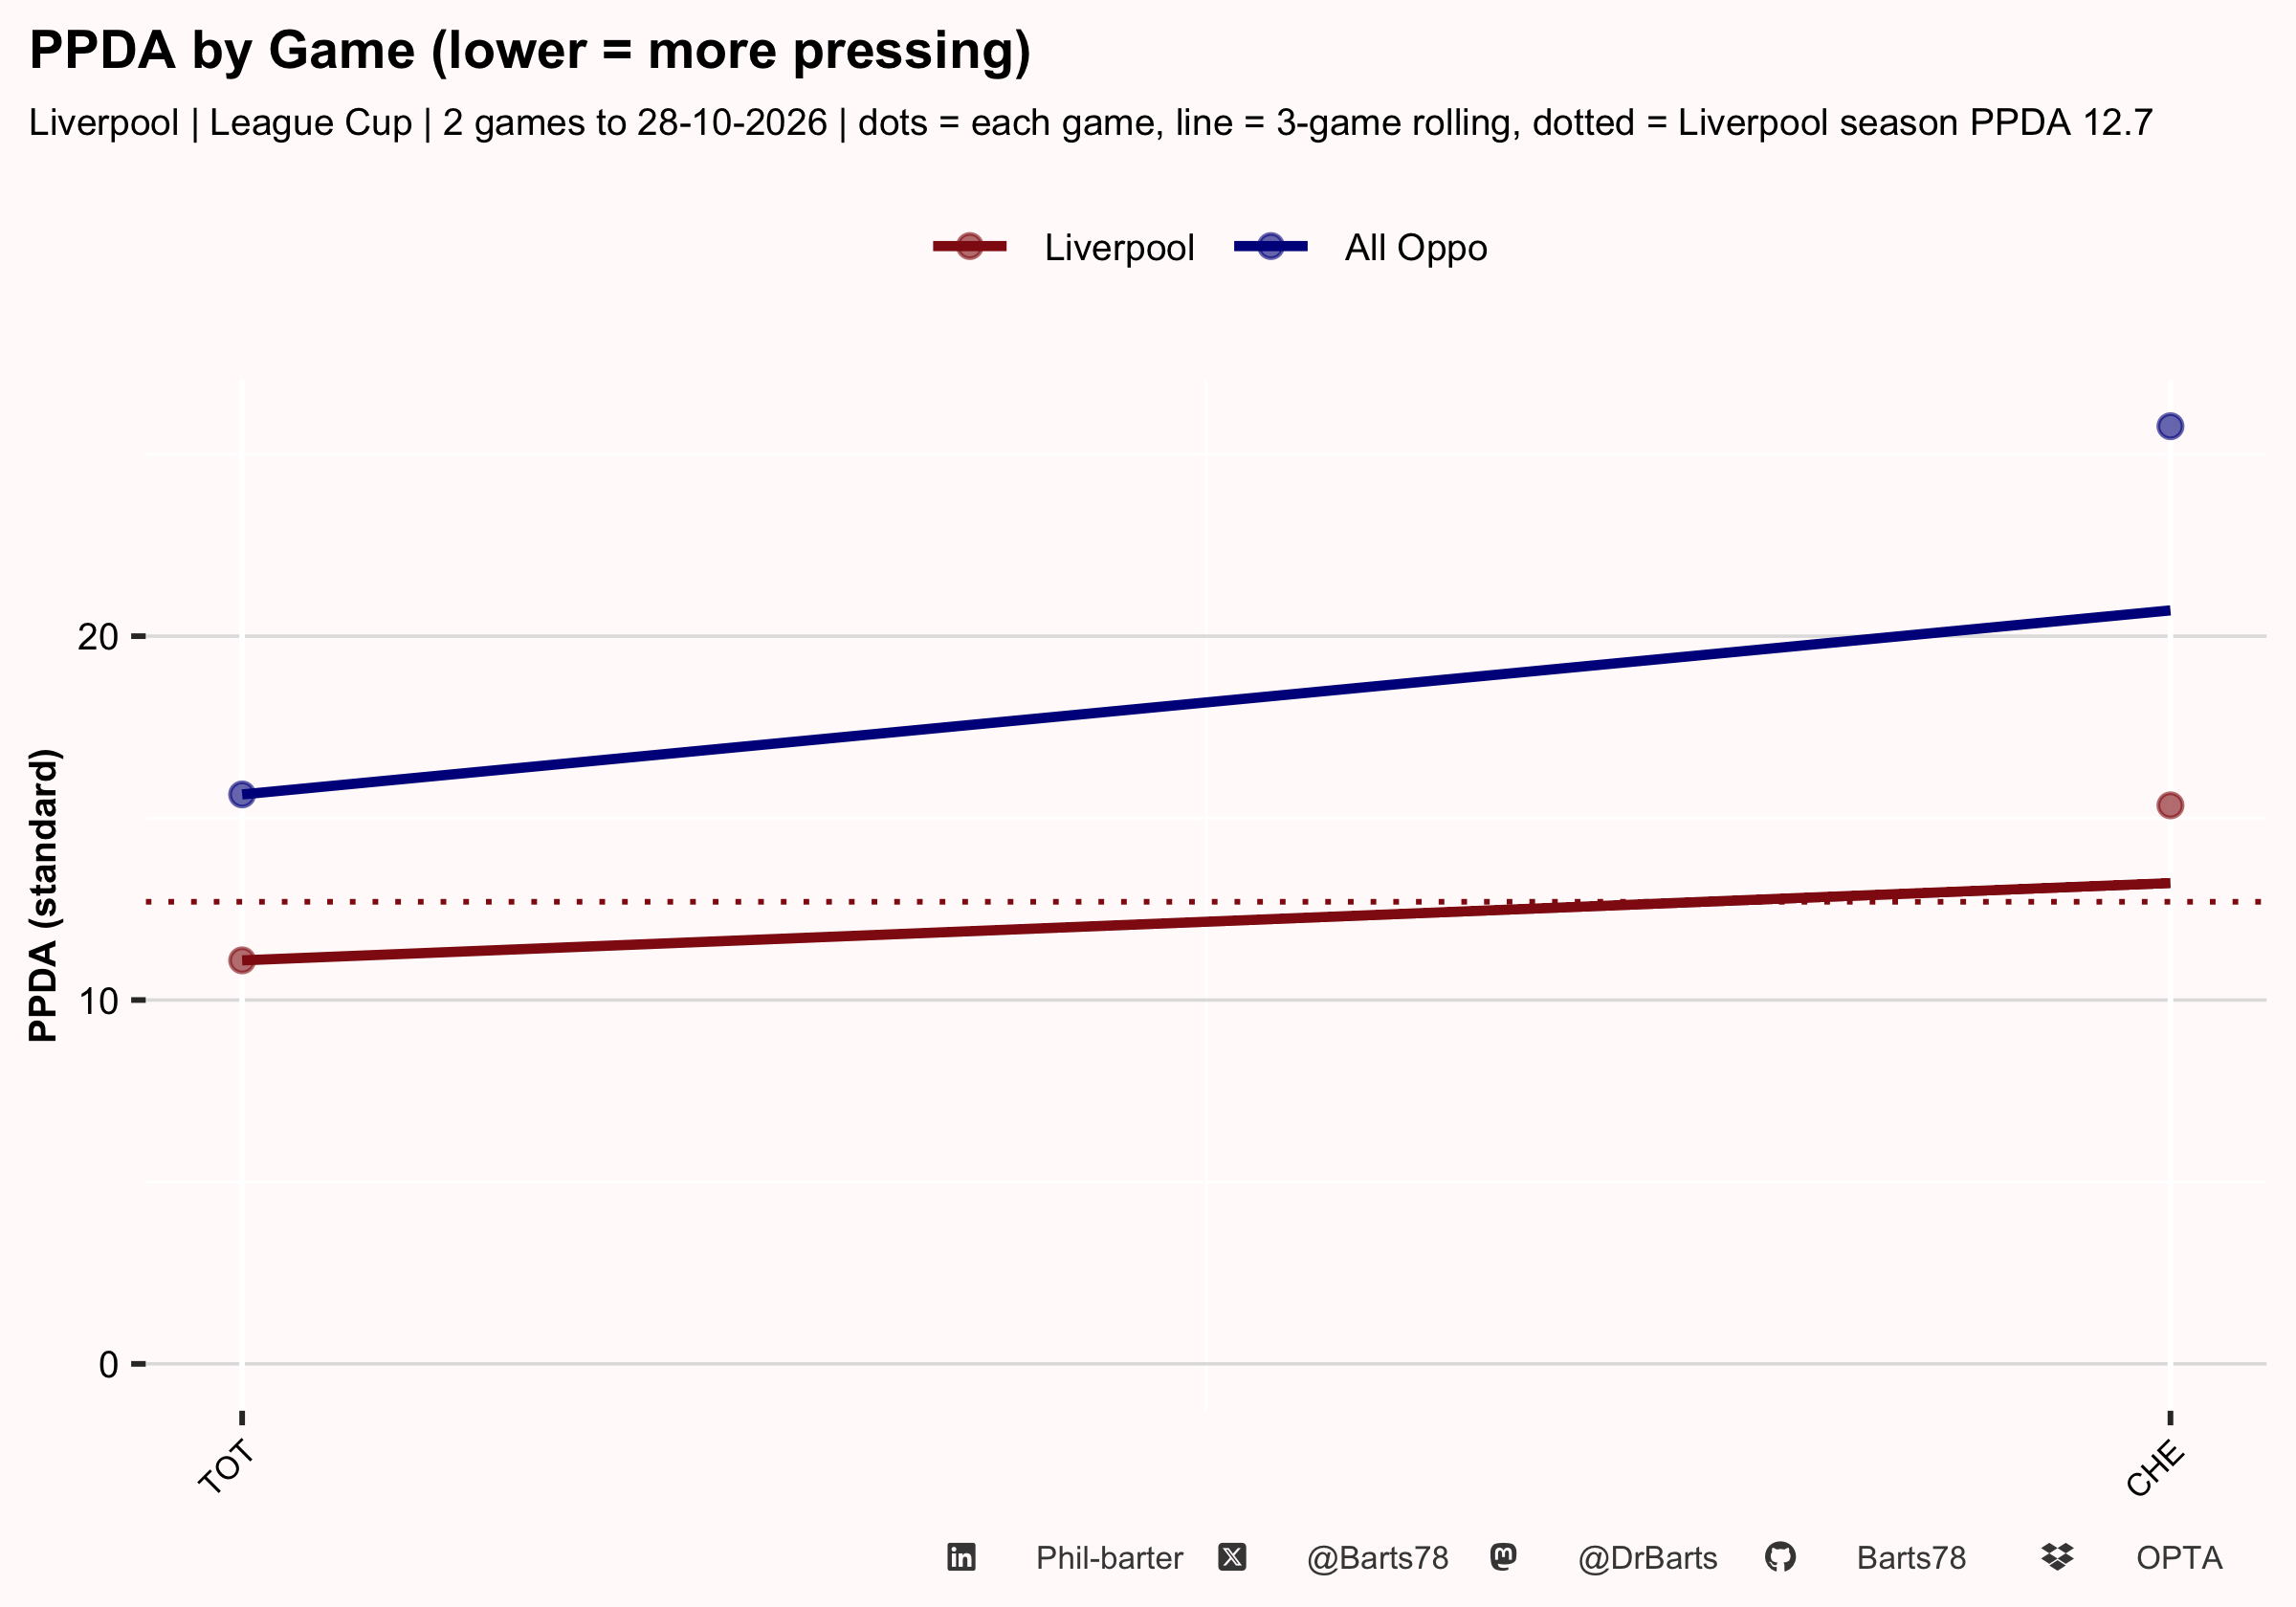 PPDA by Game (lower = more pressing)
Liverpool | League Cup | 2 games to 28-10-2026 | dots = each game, line = 3-game rolling, dotted = Liverpool season PPDA 12.7
Liverpool All Oppo
PPDA (standard)
20
10
0
TOT CHE
Phil-barter @Barts78 @DrBarts Barts78 OPTA